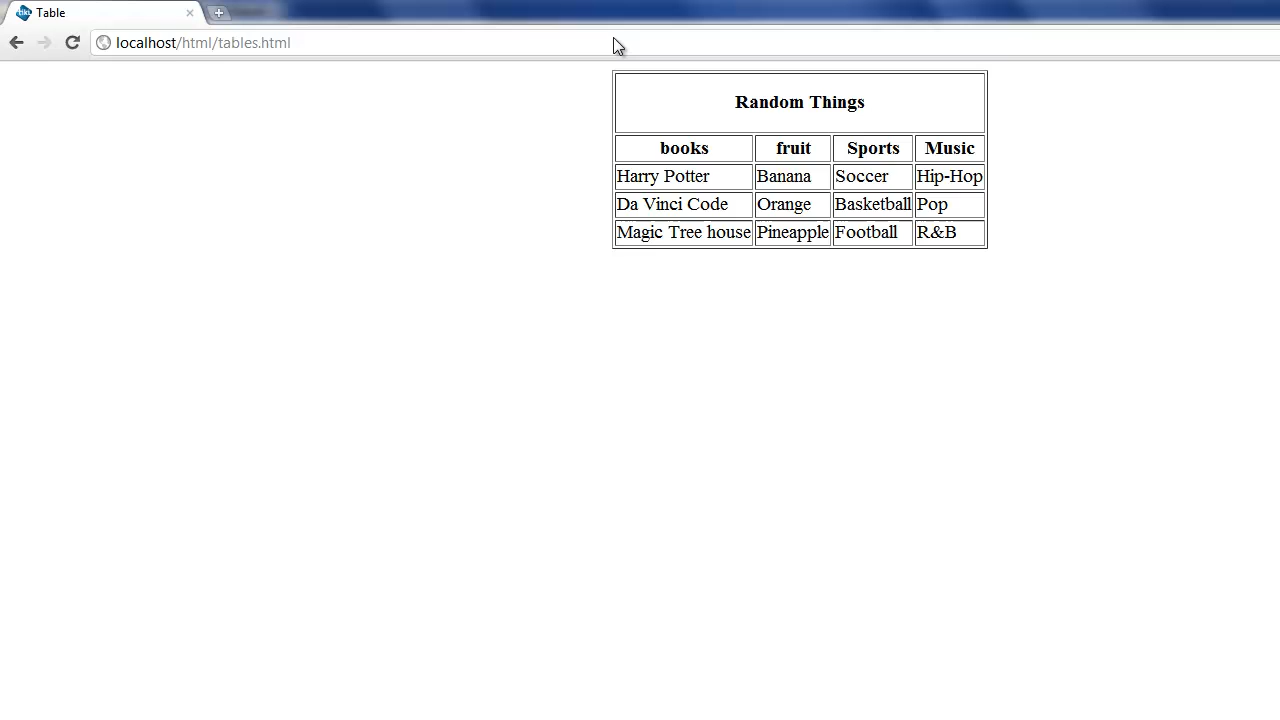 Table
localhost/html/tables.html
Random Things
books fruit Sports Music
Harry Potter Banana Soccer Hip-Hop
Da Vinci Code Orange Basketball Pop
Magic Tree house Pineapple Football R&B